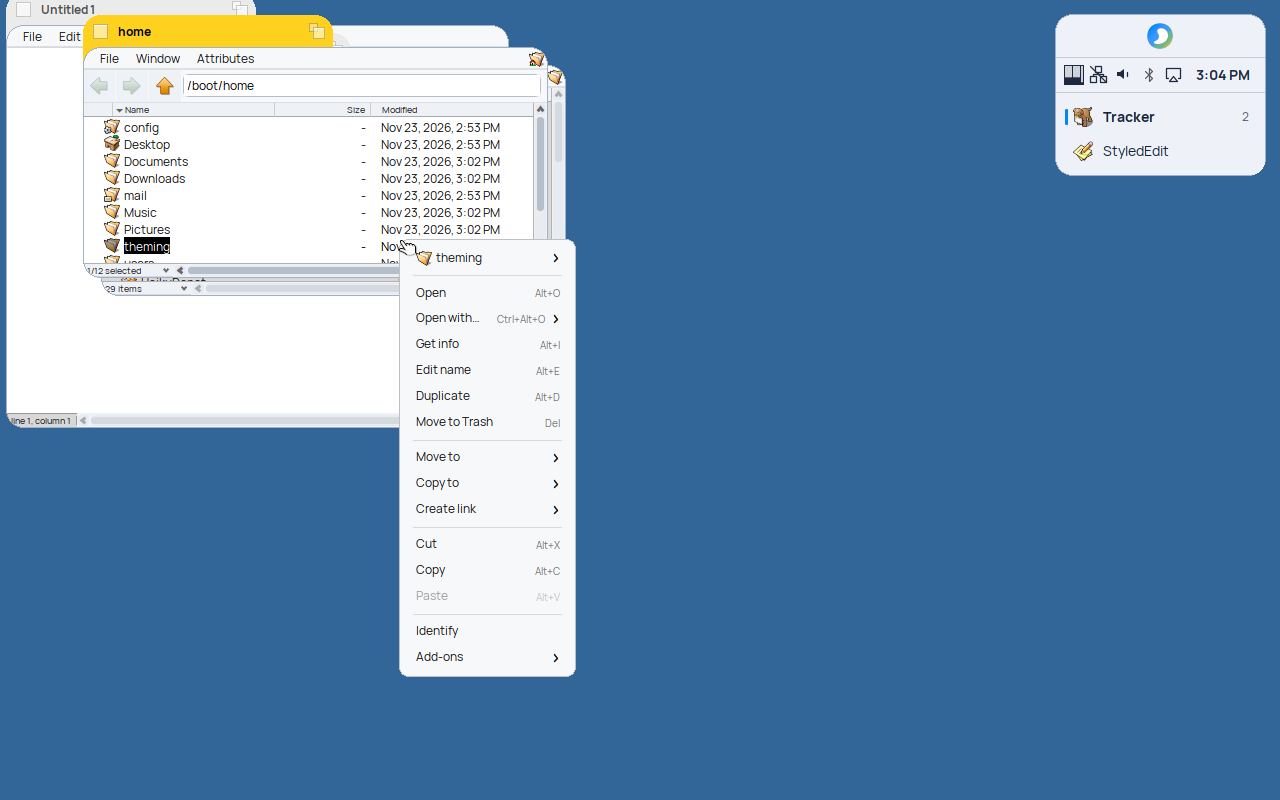 Untitled 1
File Edit
home
File Window Attributes
/boot/home
Name Size Modified
config - Nov 23, 2026, 2:53 PM
Desktop - Nov 23, 2026, 2:53 PM
Documents - Nov 23, 2026, 3:02 PM
Downloads - Nov 23, 2026, 3:02 PM
mail - Nov 23, 2026, 2:53 PM
Music - Nov 23, 2026, 3:02 PM
Pictures - Nov 23, 2026, 3:02 PM
theming - Nov
1/12 selected
29 items
line 1, column 1
theming
Open Alt+O
Open with... Ctrl+Alt+O
Get info Alt+I
Edit name Alt+E
Duplicate Alt+D
Move to Trash Del
Move to
Copy to
Create link
Cut Alt+X
Copy Alt+C
Paste Alt+V
Identify
Add-ons
3:04 PM
Tracker 2
StyledEdit